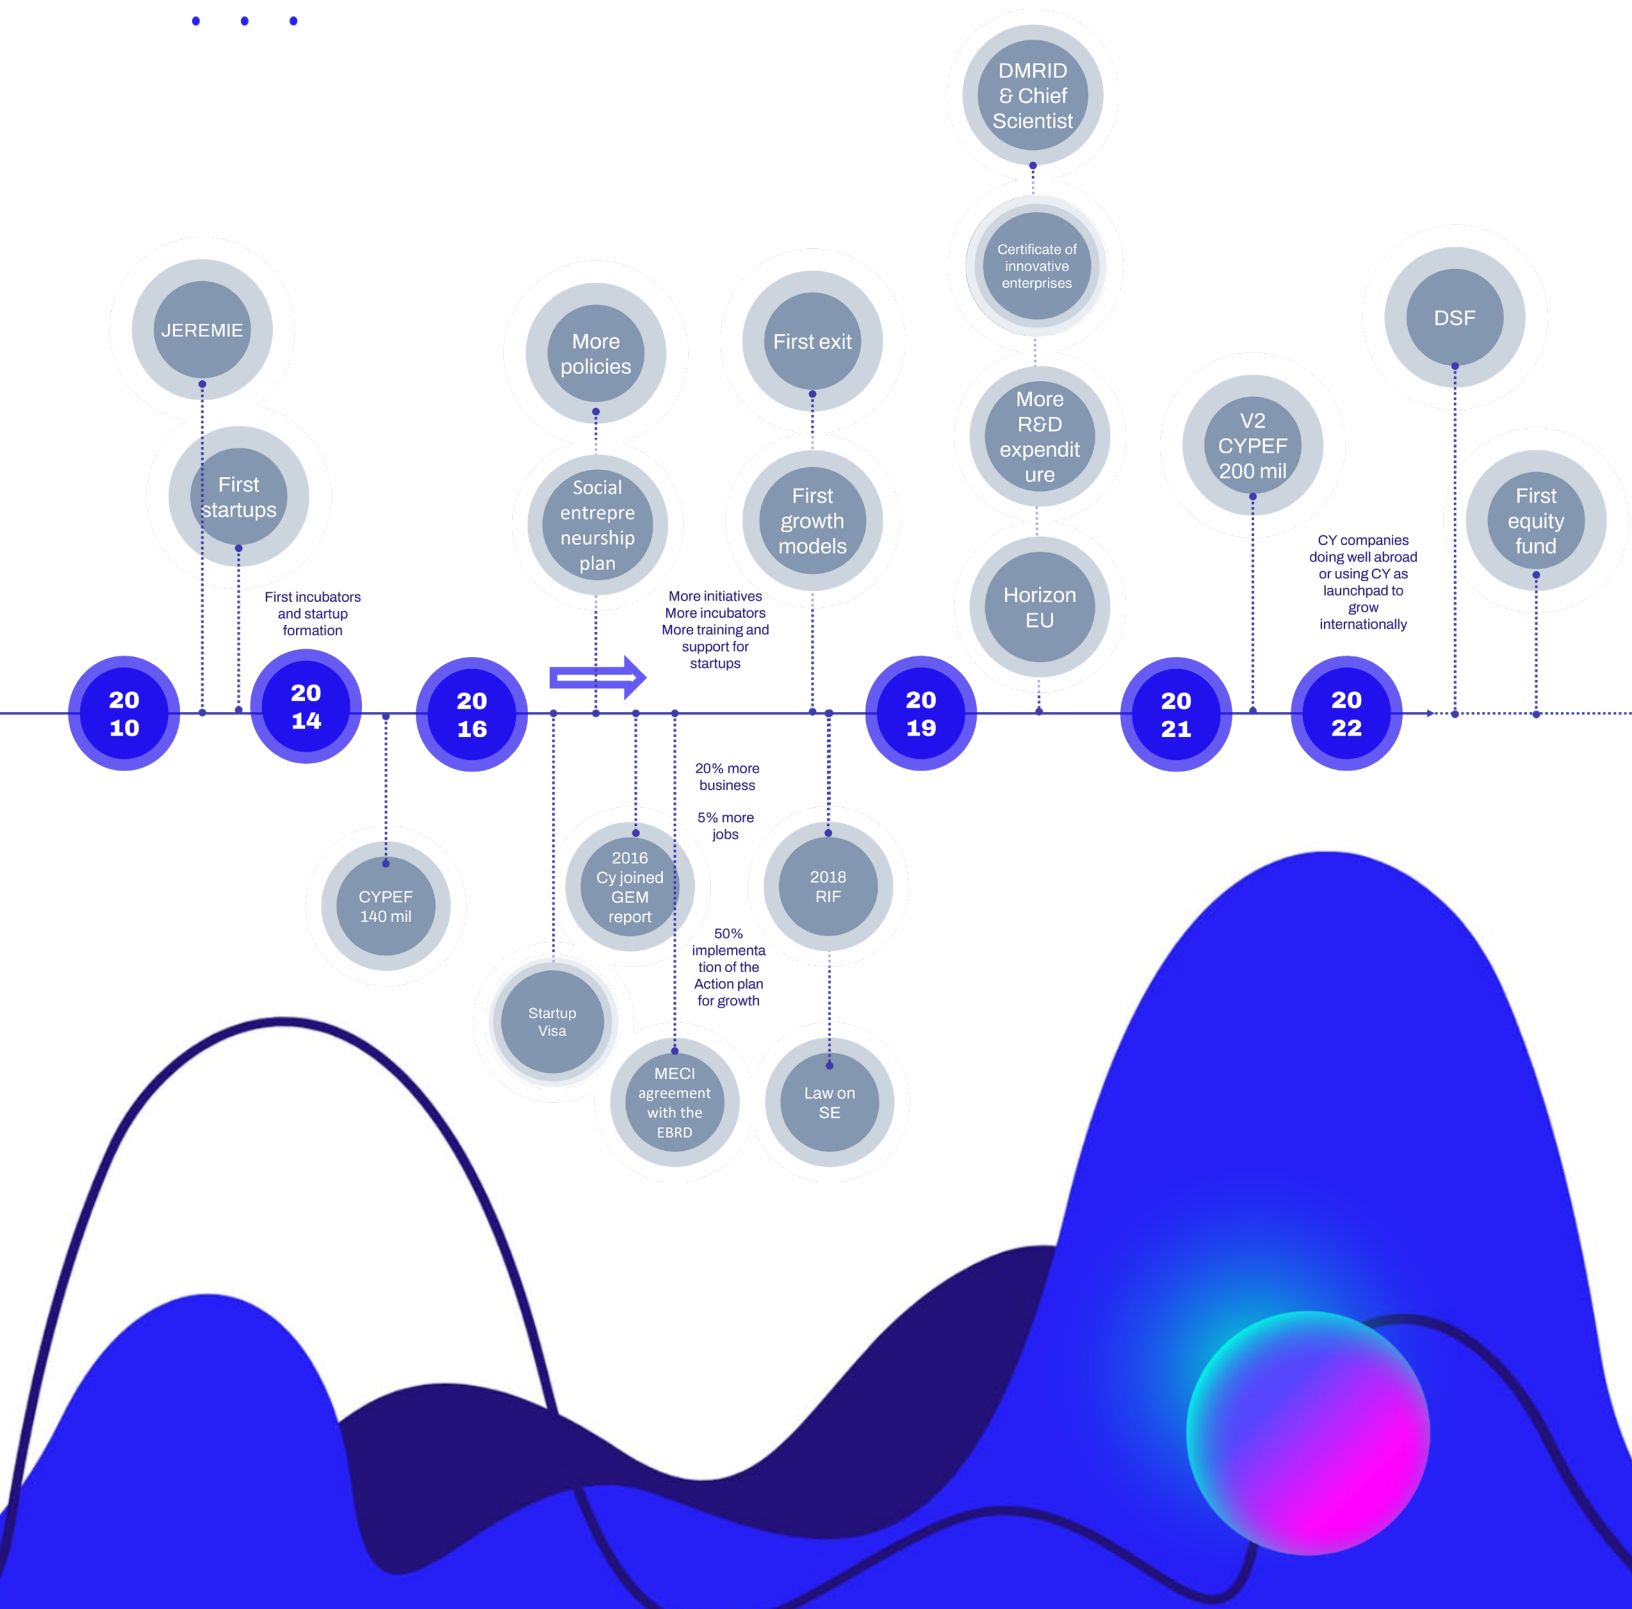 DMRID
& Chief
Scientist
Certificate of
innovative
enterprises
JEREMIE
More
policies
First exit
More
R&D
expendit
ure
DSF
V2
CYPEF
200 mil
First
startups
Social
entrepre
neurship
plan
First
growth
models
First
equity
fund
Horizon
EU
First incubators
and startup
formation
More initiatives
More incubators
More training and
support for
startups
CY companies
doing well abroad
or using CY as
launchpad to
grow
internationally
20
10
20
14
20
16
20
19
20
21
20
22
20% more
business
5% more
jobs
CYPEF
140 mil
2016
Cy joined
GEM
report
2018
RIF
50%
implementa
tion of the
Action plan
for growth
Startup
Visa
MECI
agreement
with the
EBRD
Law on
SE